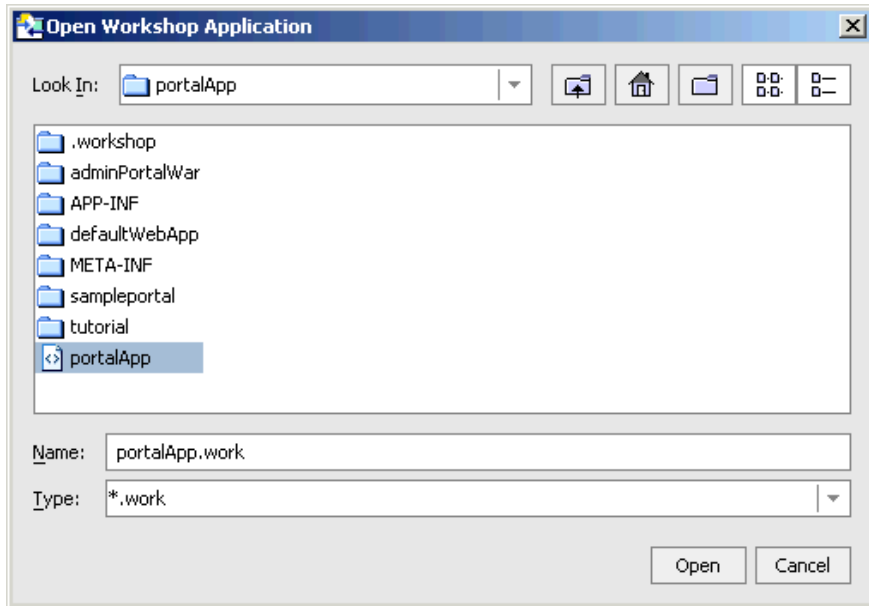 Open Workshop Application
Look In: portalApp
.workshop
adminPortalWar
APP-INF
defaultWebApp
META-INF
sampleportal
tutorial
portalApp
Name: portalApp.work
Type: *.work
Open Cancel